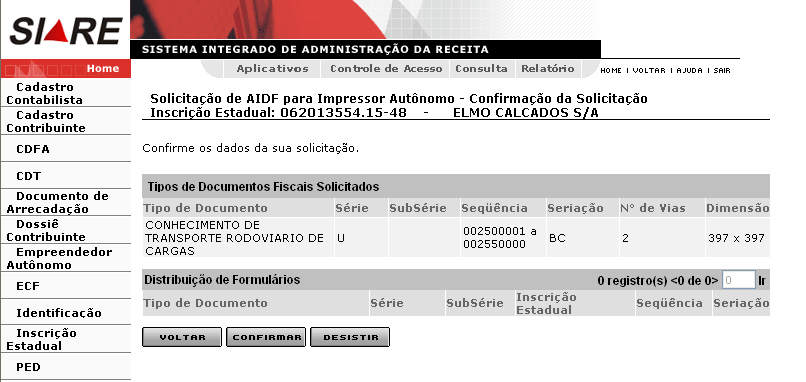 SIARE
SISTEMA INTEGRADO DE ADMINISTRAÇÃO DA RECEITA
Home
Aplicativos Controle de Acesso Consulta Relatório
HOME | VOLTAR | AJUDA | SAIR
Cadastro
Contabilista
Cadastro
Contribuinte
CDFA
CDT
Documento de
Arrecadação
Dossiê
Contribuinte
Empreendedor
Autônomo
ECF
Identificação
Inscrição
Estadual
PED
Solicitação de AIDF para Impressor Autônomo - Confirmação da Solicitação
Inscrição Estadual: 062013554.15-48 - ELMO CALCADOS S/A
Confirme os dados da sua solicitação.
Tipos de Documentos Fiscais Solicitados
Tipo de Documento Série SubSérie Seqüência Seriação N° de Vias Dimensão
CONHECIMENTO DE
TRANSPORTE RODOVIARIO DE
CARGAS
U
002500001 a
002550000
BC 2 397 x 397
Distribuição de Formulários 0 registro(s) <0 de 0> 0 Ir
Tipo de Documento Série SubSérie Inscrição
Estadual Seqüência Seriação
VOLTAR CONFIRMAR DESISTIR